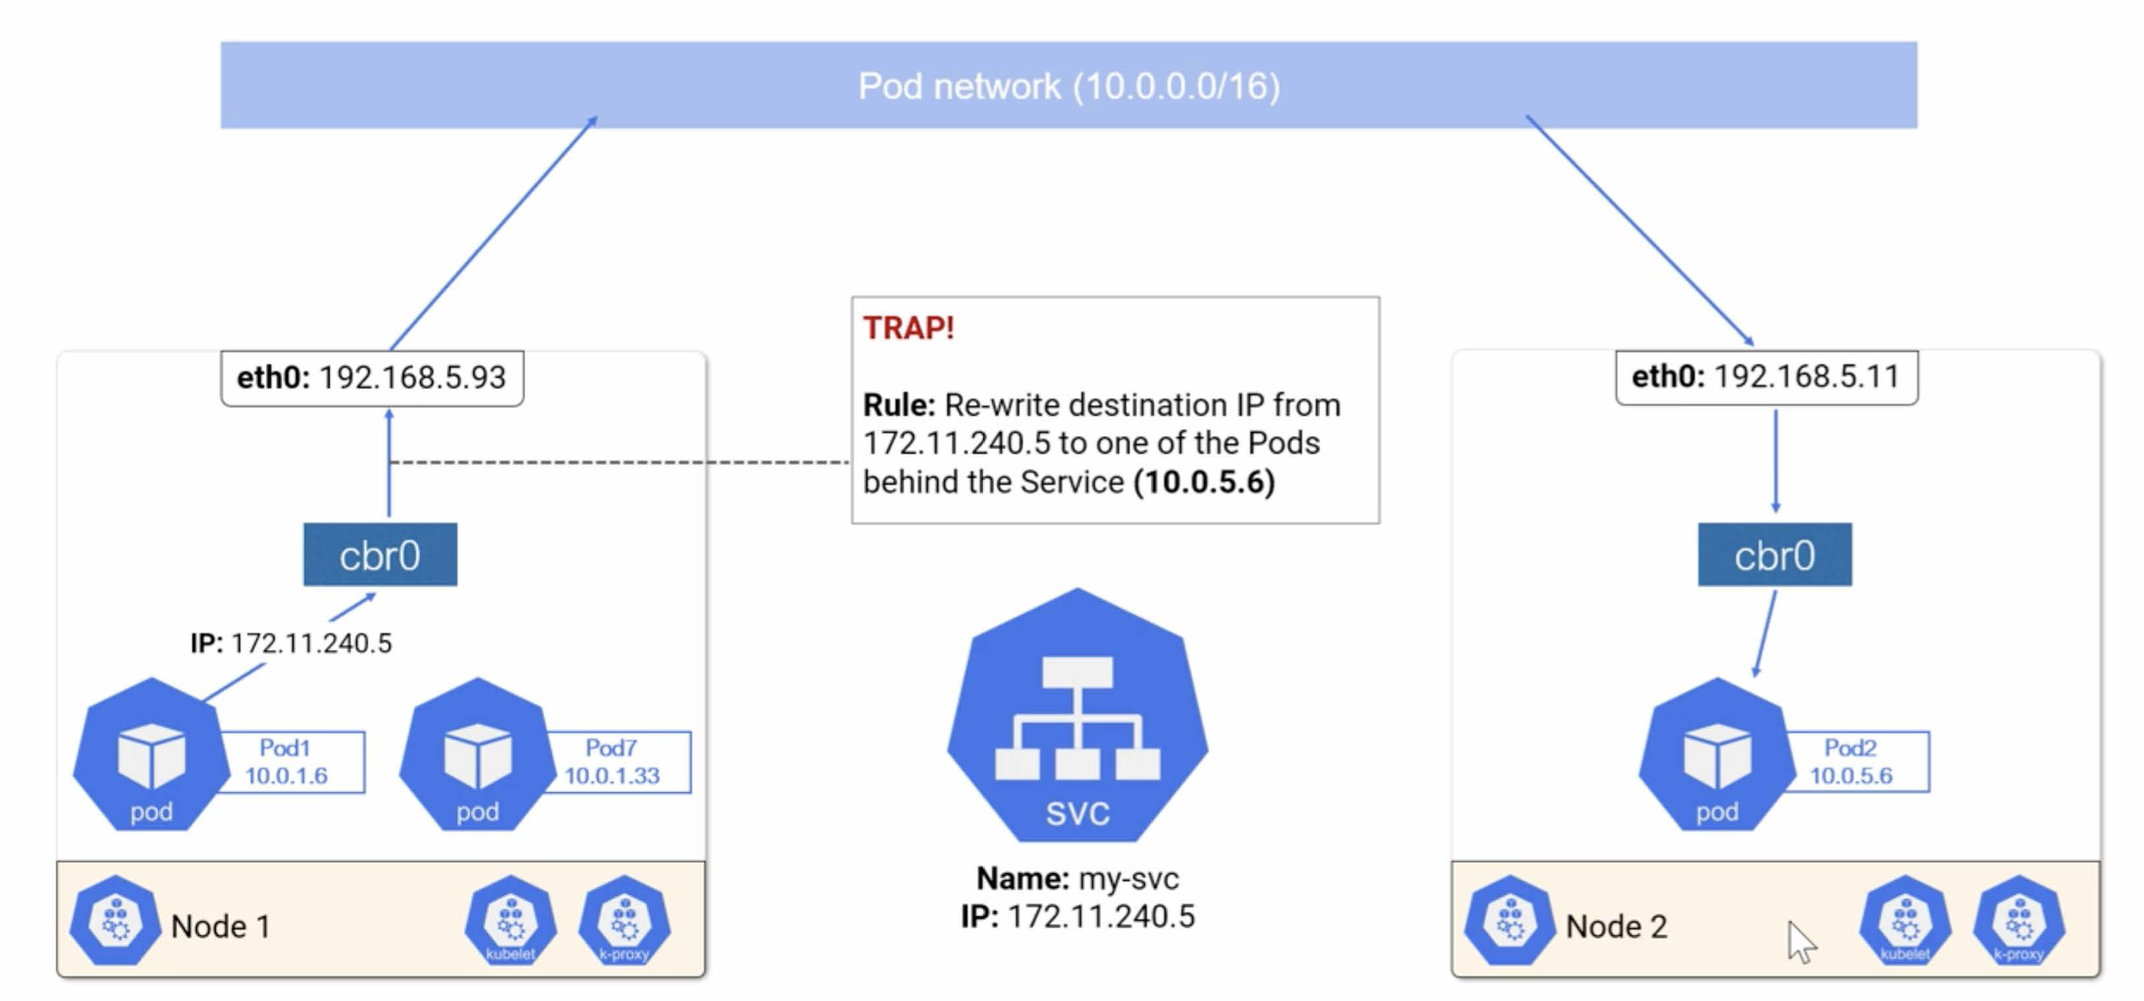 Pod network (10.0.0.0/16)
eth0: 192.168.5.93
TRAP!
Rule: Re-write destination IP from
172.11.240.5 to one of the Pods
behind the Service (10.0.5.6)
eth0: 192.168.5.11
cbr0
cbr0
IP: 172.11.240.5
Pod1
10.0.1.6
pod
Pod7
10.0.1.33
pod
svc
Name: my-svc
IP: 172.11.240.5
Pod2
10.0.5.6
pod
Node 1
kubelet
k-proxy
Node 2
kubelet
k-proxy